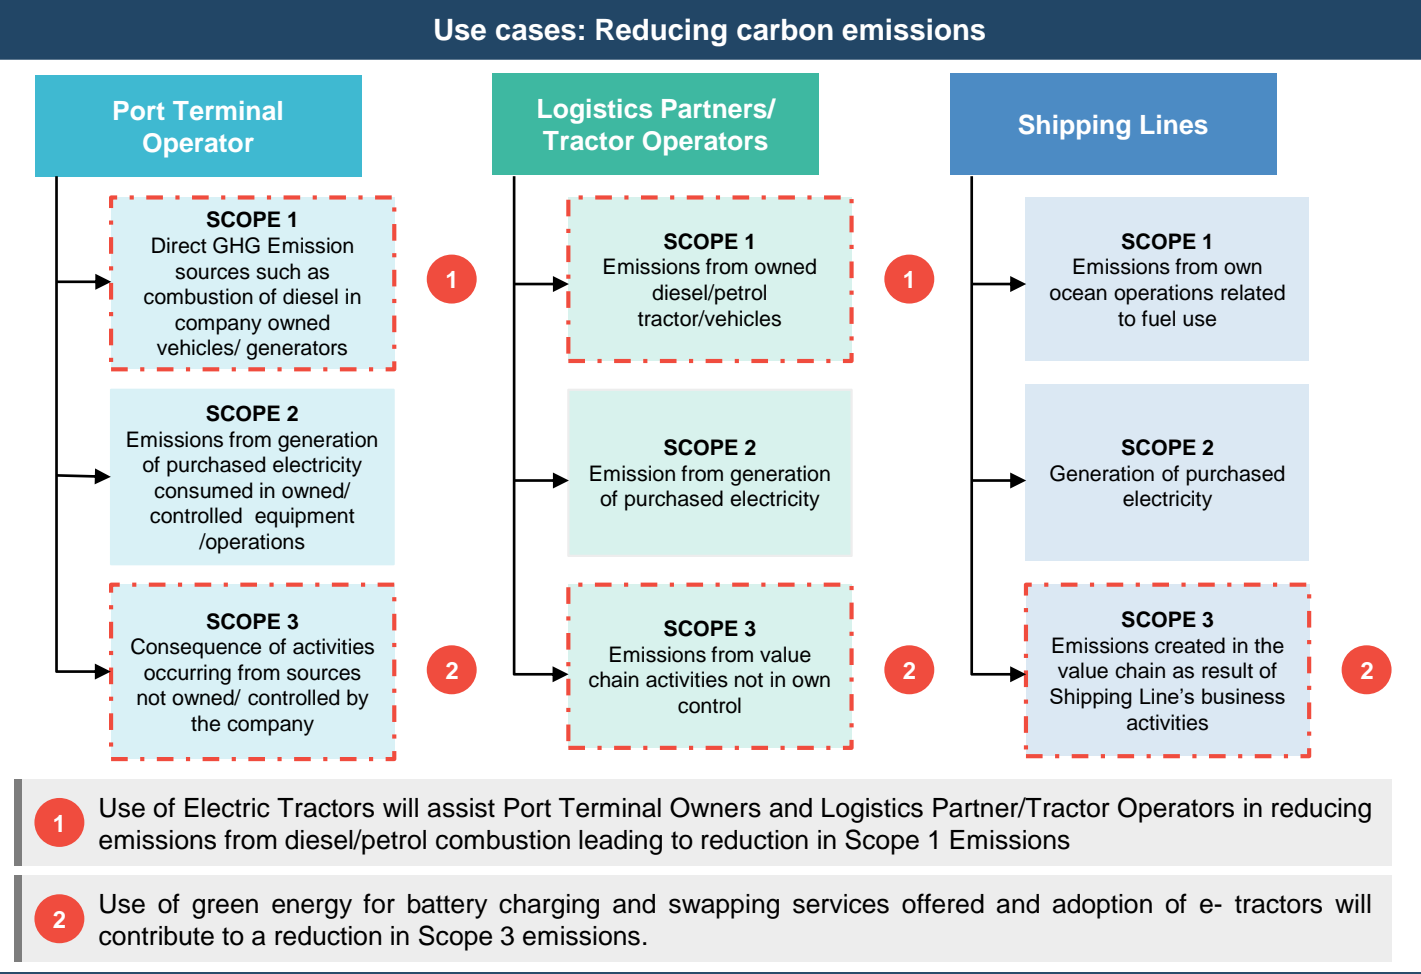 Use cases: Reducing carbon emissions
Port Terminal
Operator
SCOPE 1
Direct GHG Emission
sources such as
combustion of diesel in
company owned
vehicles/ generators
1
SCOPE 2
Emissions from generation
of purchased electricity
consumed in owned/
controlled equipment
/operations
SCOPE 3
Consequence of activities
occurring from sources
not owned/ controlled by
the company
2
Logistics Partners/
Tractor Operators
SCOPE 1
Emissions from owned
diesel/petrol
tractor/vehicles
1
SCOPE 2
Emission from generation
of purchased electricity
SCOPE 3
Emissions from value
chain activities not in own
control
2
Shipping Lines
SCOPE 1
Emissions from own
ocean operations related
to fuel use
SCOPE 2
Generation of purchased
electricity
SCOPE 3
Emissions created in the
value chain as result of
Shipping Line’s business
activities
2
1
Use of Electric Tractors will assist Port Terminal Owners and Logistics Partner/Tractor Operators in reducing
emissions from diesel/petrol combustion leading to reduction in Scope 1 Emissions
2
Use of green energy for battery charging and swapping services offered and adoption of e- tractors will
contribute to a reduction in Scope 3 emissions.